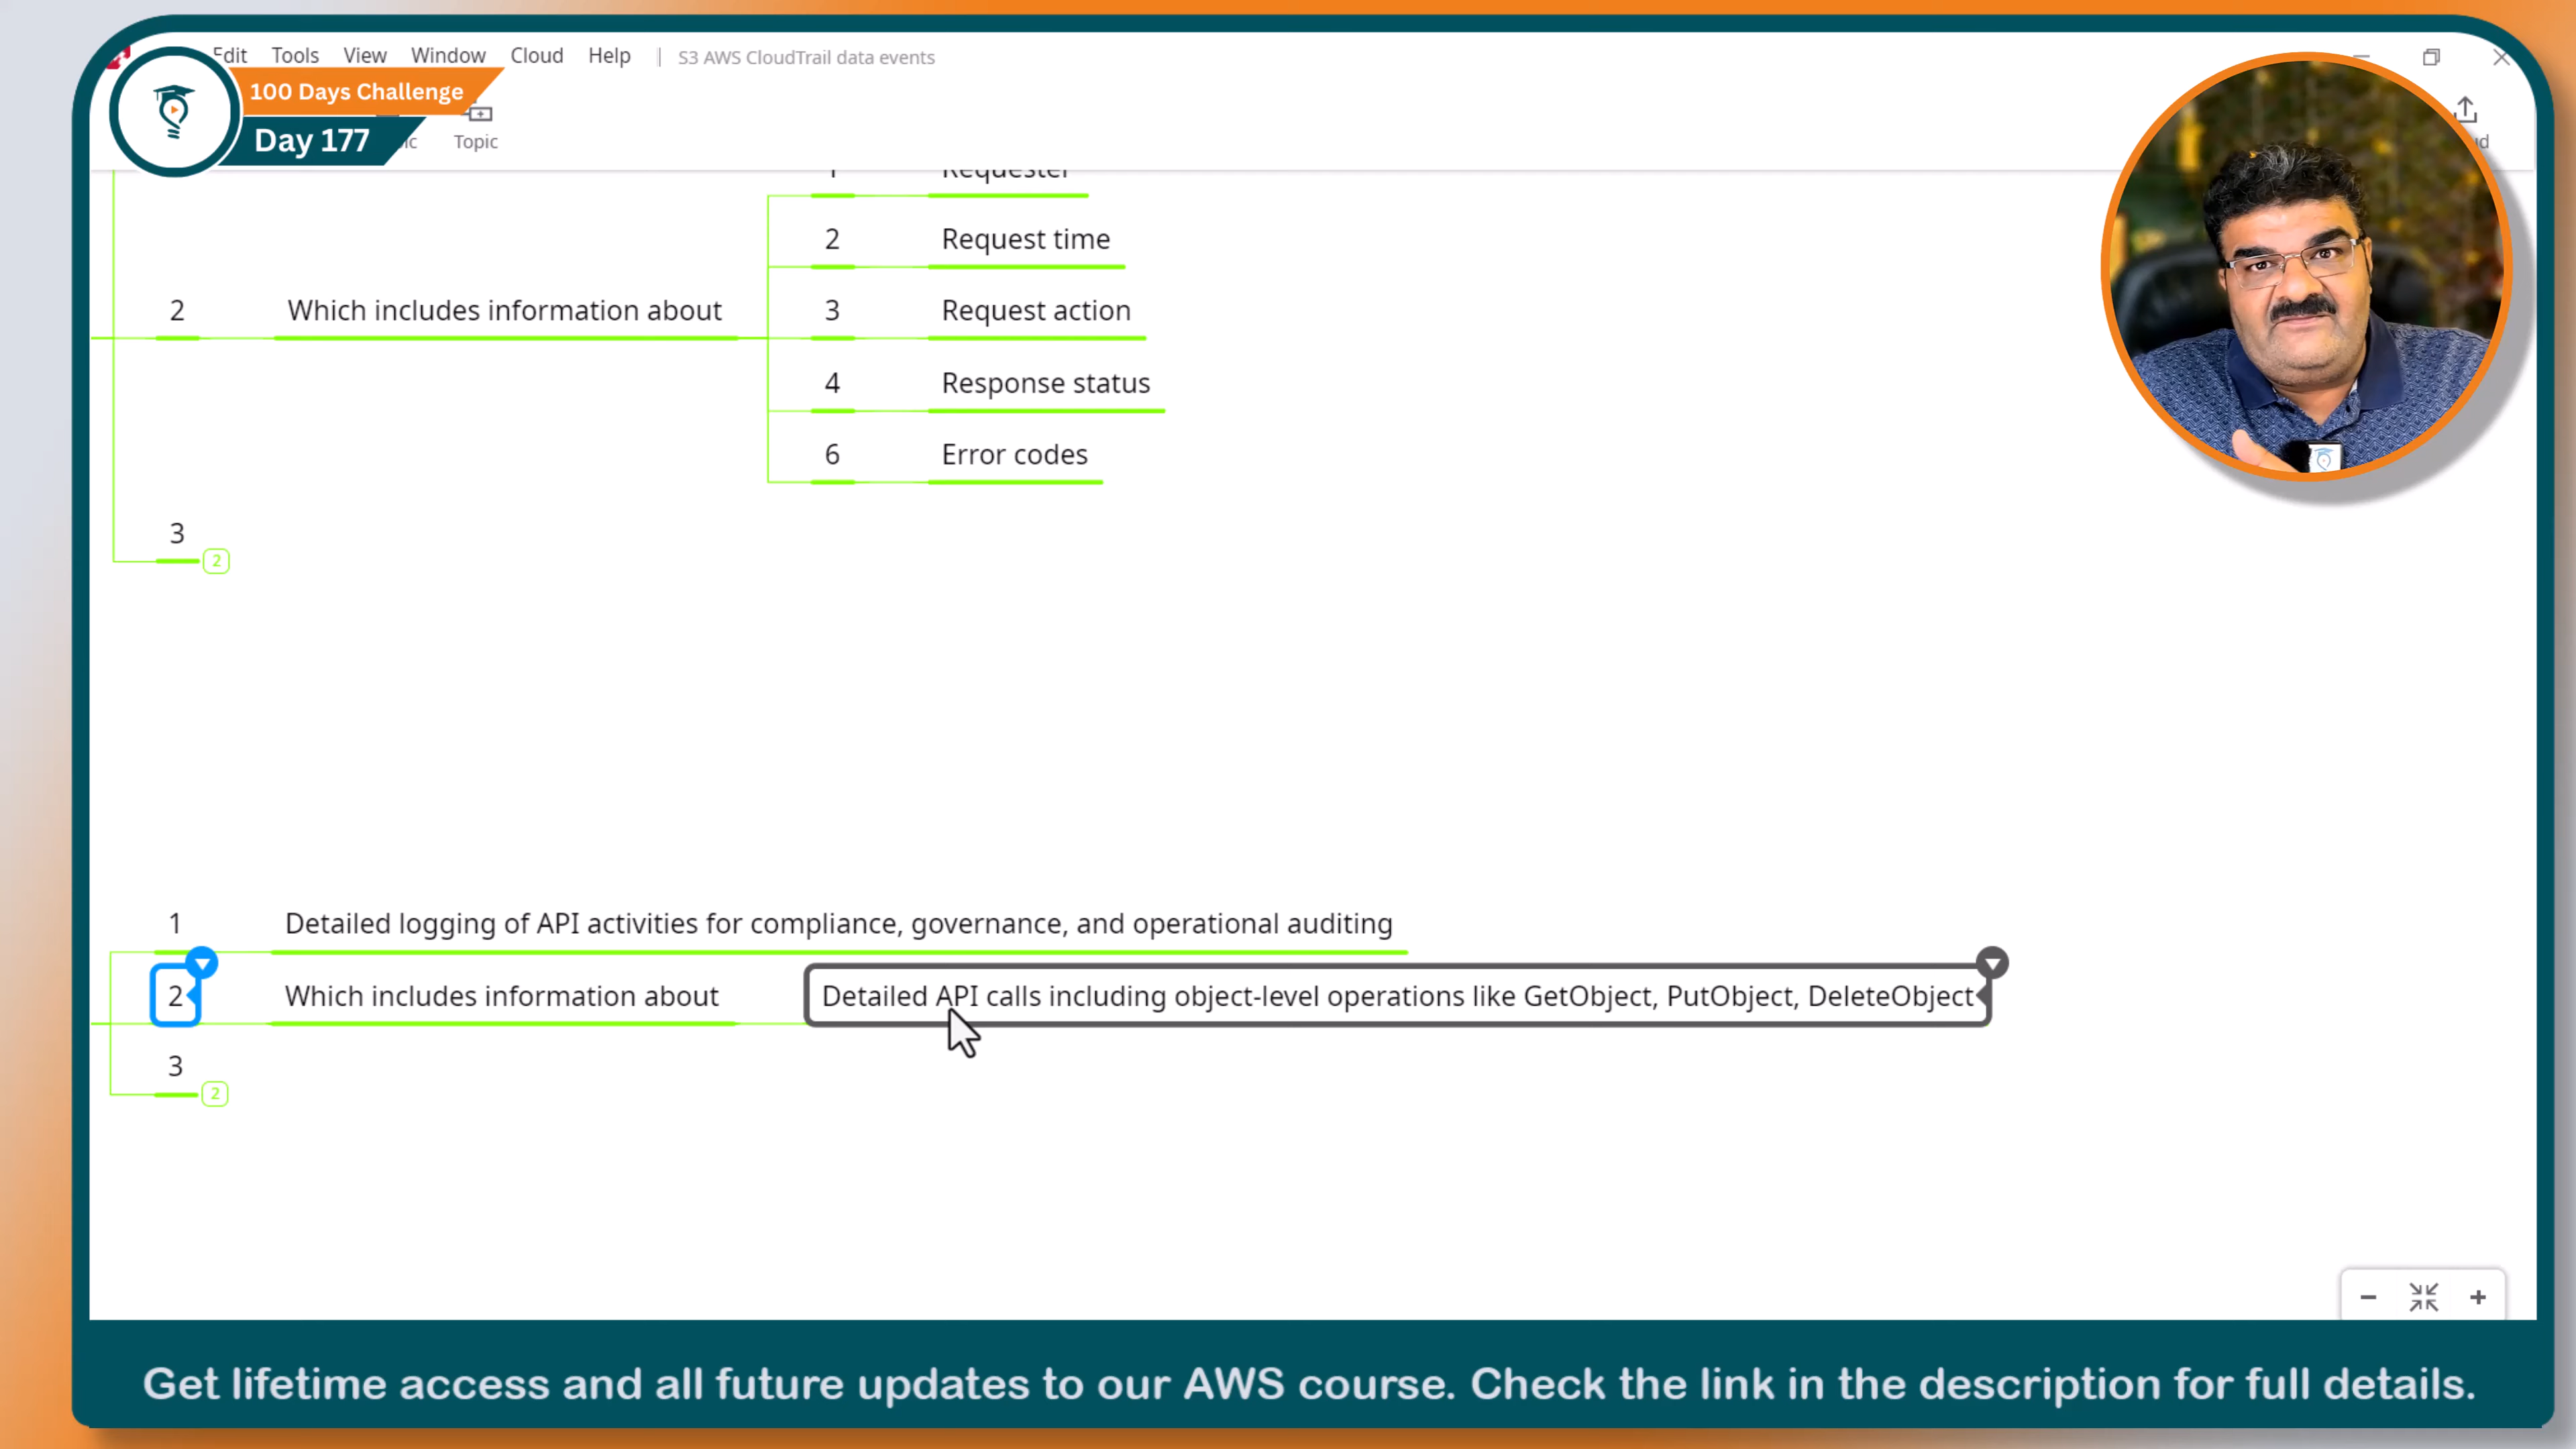 Edit Tools View Window Cloud Help | S3 AWS CloudTrail data events
100 Days Challenge
Day 177
Topic
1 Requester
2 Request time
2 Which includes information about
3 Request action
4 Response status
6 Error codes
3
2
1 Detailed logging of API activities for compliance, governance, and operational auditing
2 Which includes information about Detailed API calls including object-level operations like GetObject, PutObject, DeleteObject
3
2
Get lifetime access and all future updates to our AWS course. Check the link in the description for full details.